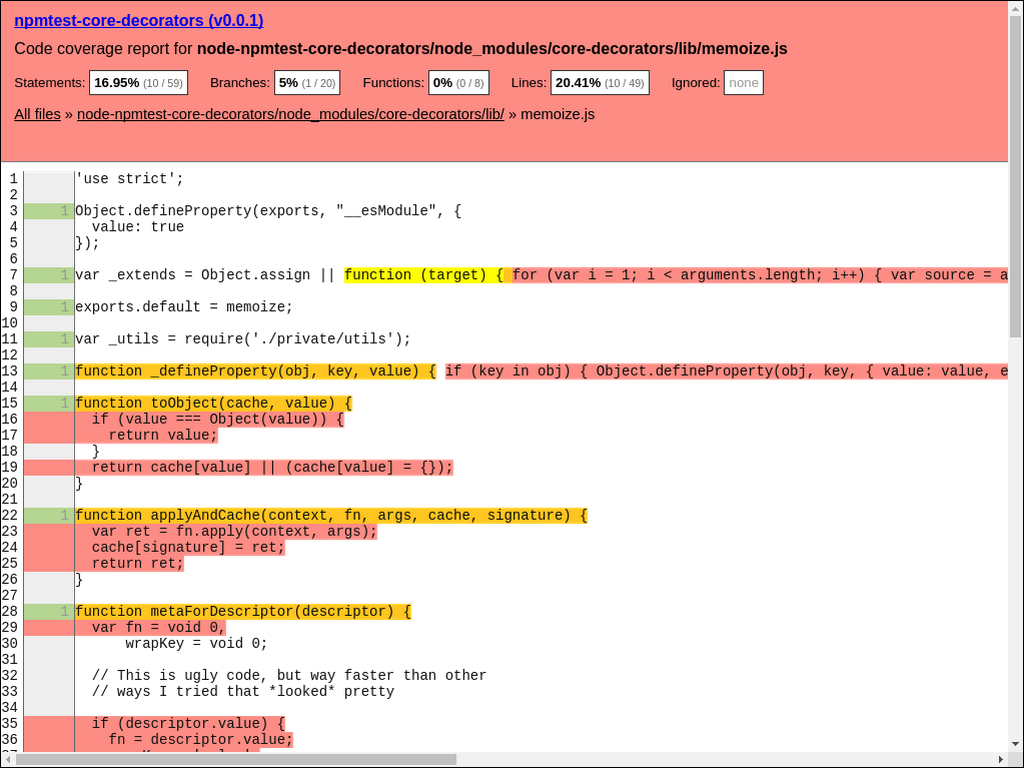 npmtest-core-decorators (v0.0.1)
Code coverage report for node-npmtest-core-decorators/node_modules/core-decorators/lib/memoize.js
Statements: 16.95% (10 / 59) Branches: 5% (1 / 20) Functions: 0% (0 / 8) Lines: 20.41% (10 / 49) Ignored: none
All files » node-npmtest-core-decorators/node_modules/core-decorators/lib/ » memoize.js
1 'use strict';
2
3 1 Object.defineProperty(exports, "__esModule", {
4 value: true
5 });
6
7 1 var _extends = Object.assign || function (target) { for (var i = 1; i < arguments.length; i++) { var source = a
8
9 1 exports.default = memoize;
10
11 1 var _utils = require('./private/utils');
12
13 1 function _defineProperty(obj, key, value) { if (key in obj) { Object.defineProperty(obj, key, { value: value, e
14
15 1 function toObject(cache, value) {
16 if (value === Object(value)) {
17 return value;
18 }
19 return cache[value] || (cache[value] = {});
20 }
21
22 1 function applyAndCache(context, fn, args, cache, signature) {
23 var ret = fn.apply(context, args);
24 cache[signature] = ret;
25 return ret;
26 }
27
28 1 function metaForDescriptor(descriptor) {
29 var fn = void 0,
30 wrapKey = void 0;
31
32 // This is ugly code, but way faster than other
33 // ways I tried that *looked* pretty
34
35 if (descriptor.value) {
36 fn = descriptor.value;